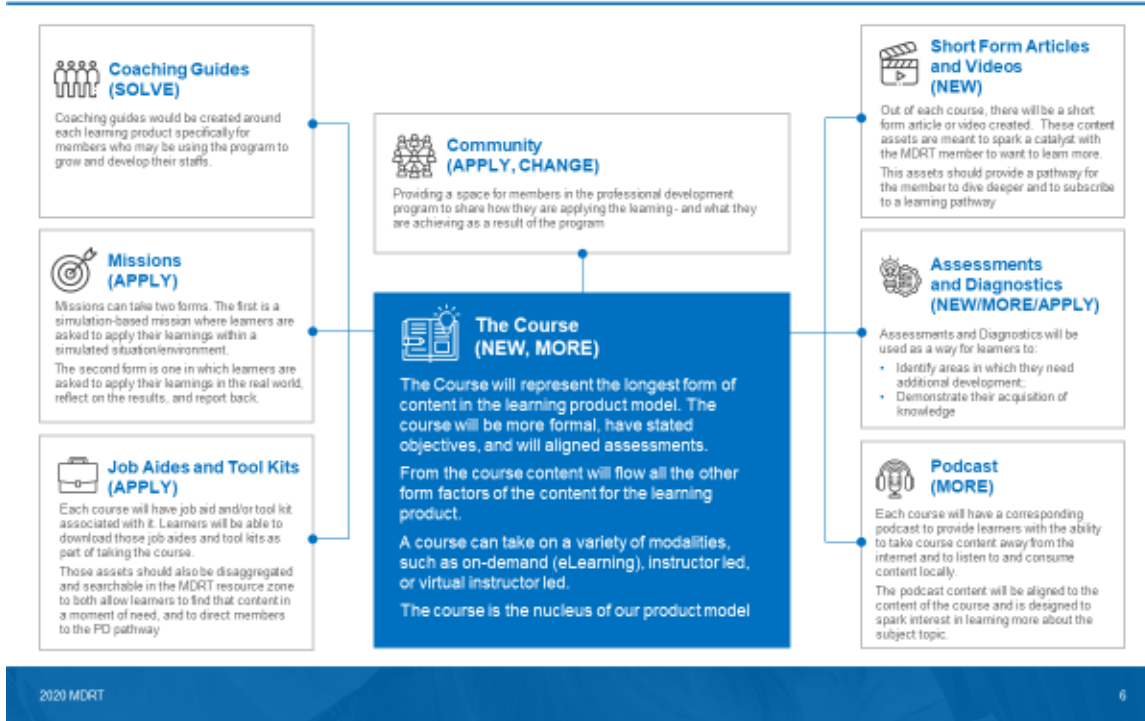 Coaching Guides
(SOLVE)
Coaching guides would be created around
each learning product specifically for
members who may be using the program to
grow and develop their staffs.
Missions
(APPLY)
Missions can take two forms. The first is a
simulation-based mission where learners are
asked to apply their learnings within a
simulated situation/environment.
The second form is one in which learners are
asked to apply their learnings in the real world,
reflect on the results, and report back.
Job Aides and Tool Kits
(APPLY)
Each course will have job aid and/or tool kit
associated with it. Learners will be able to
download those job aides and tool kits as
part of taking the course.
Those assets should also be disaggregated
and searchable in the MDRT resource zone
to both allow learners to find that content in
a moment of need, and to direct members
to the PD pathway
Community
(APPLY, CHANGE)
Providing a space for members in the professional development
program to share how they are applying the learning - and what they
are achieving as a result of the program
The Course
(NEW, MORE)
The Course will represent the longest form of
content in the learning product model. The
course will be more formal, have stated
objectives, and will aligned assessments.
From the course content will flow all the other
form factors of the content for the learning
product.
A course can take on a variety of modalities,
such as on-demand (eLearning), instructor led,
or virtual instructor led.
The course is the nucleus of our product model
Short Form Articles
and Videos
(NEW)
Out of each course, there will be a short
form article or video created. These content
assets are meant to spark a catalyst with
the MDRT member to want to learn more.
This assets should provide a pathway for
the member to dive deeper and to subscribe
to a learning pathway
Assessments
and Diagnostics
(NEW/MORE/APPLY)
Assessments and Diagnostics will be
used as a way for learners to:
• Identify areas in which they need
additional development;
• Demonstrate their acquisition of
knowledge
Podcast
(MORE)
Each course will have a corresponding
podcast to provide learners with the ability
to take course content away from the
internet and to listen to and consume
content locally.
The podcast content will be aligned to the
content of the course and is designed to
spark interest in learning more about the
subject topic.
2020 MDRT
6